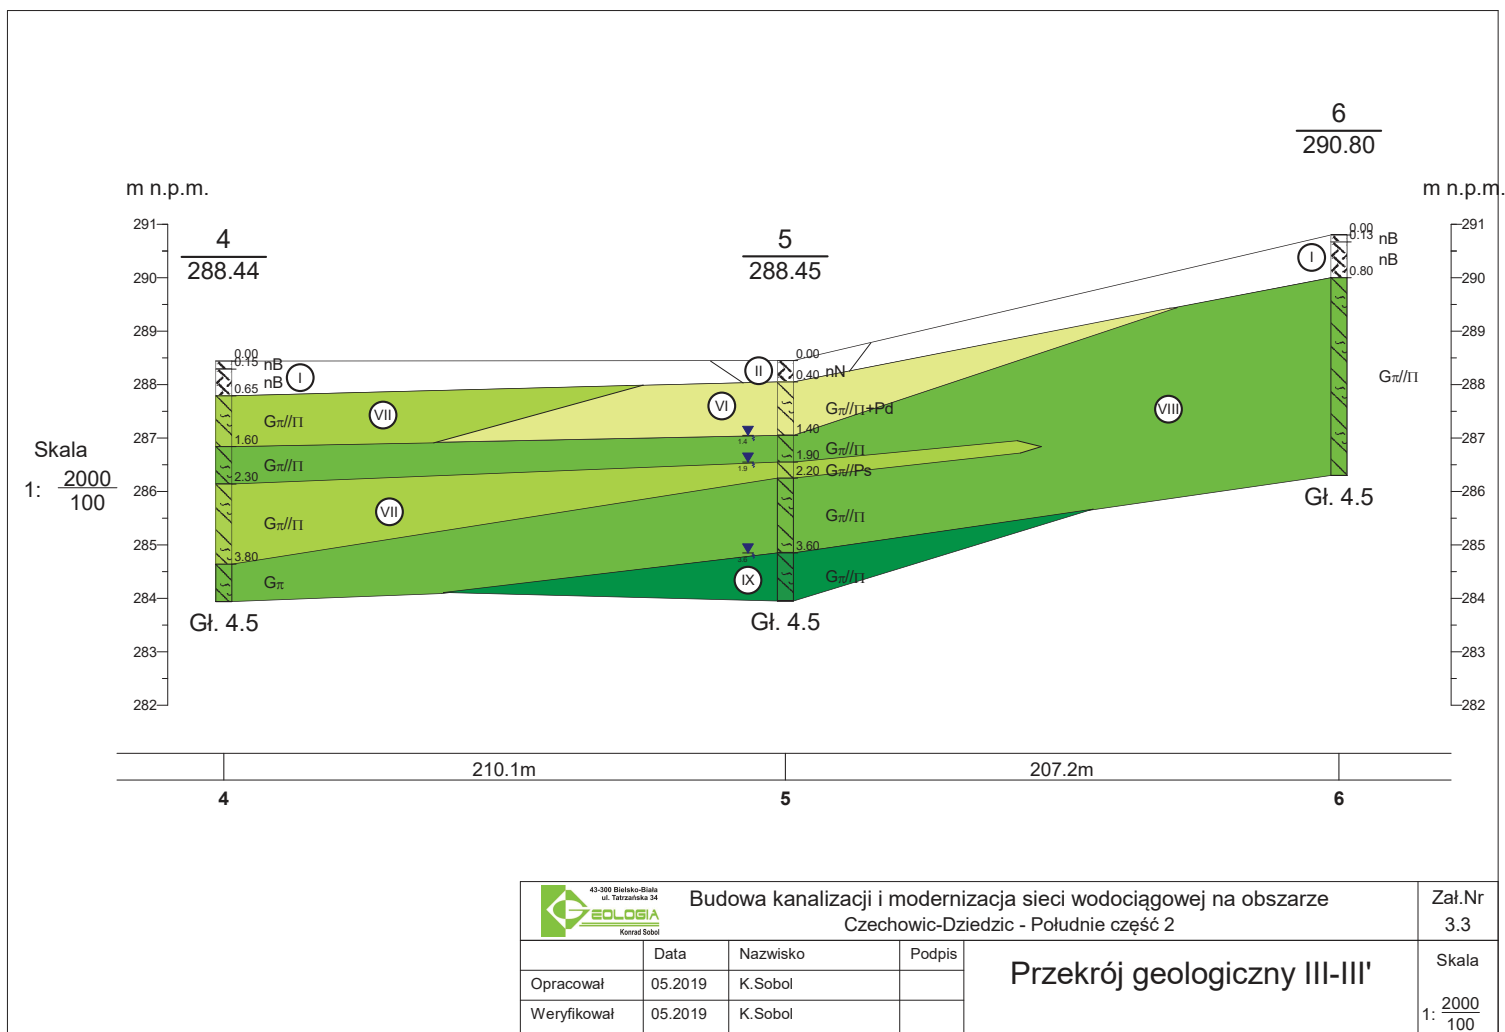 6
290.80
m n.p.m.
m n.p.m.
4
288.44
5
288.45
291
290
289
288
287
286
285
284
283
282
291
290
289
288
287
286
285
284
283
282
Skala
1: 2000
100
0.00
0.15
nB
nB
I
0.65
VII
Gπ//Π
1.60
Gπ//Π
2.30
VII
Gπ//Π
3.80
Gπ
Gł. 4.5
0.00
II
0.40
nN
VI
Gπ//Π+Pd
1.40
1.4
Gπ//Π
1.90
1.9
2.20
Gπ//Ps
Gπ//Π
3.60
3.6
IX
Gπ//Π
Gł. 4.5
VIII
0.00
0.13
nB
I
nB
0.80
Gπ//Π
Gł. 4.5
210.1m
207.2m
4
5
6
43-300 Bielsko-Biała
ul. Tatrzańska 34
GEOLOGIA
Konrad Sobol
Budowa kanalizacji i modernizacja sieci wodociągowej na obszarze
Czechowic-Dziedzic - Południe część 2
Zał.Nr
3.3
Data
Nazwisko
Podpis
Opracował
05.2019
K.Sobol
Weryfikował
05.2019
K.Sobol
Przekrój geologiczny III-III'
Skala
1: 2000
100